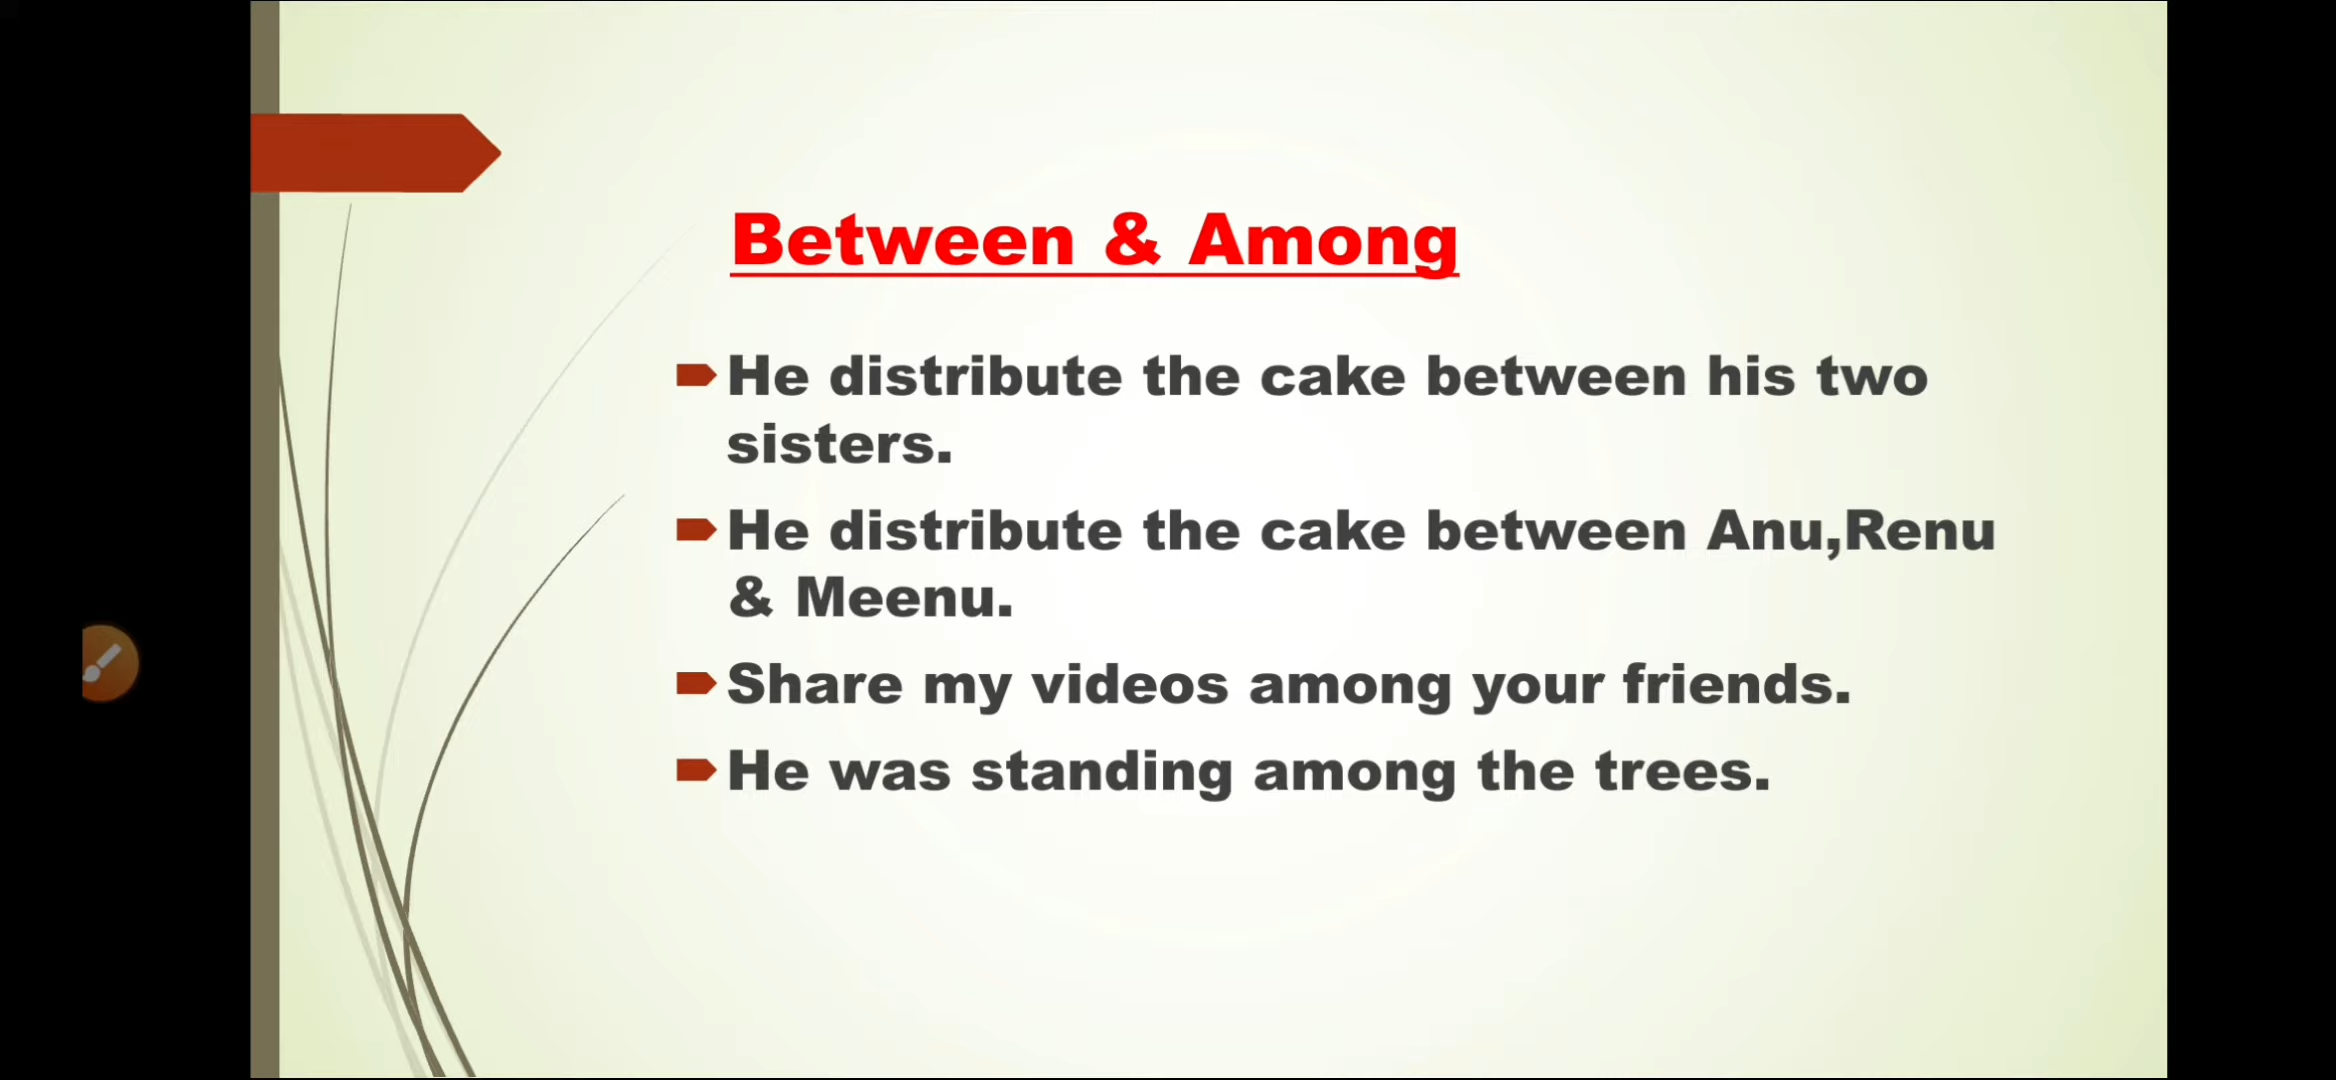 Between & Among
He distribute the cake between his two
sisters.
He distribute the cake between Anu,Renu
& Meenu.
Share my videos among your friends.
He was standing among the trees.